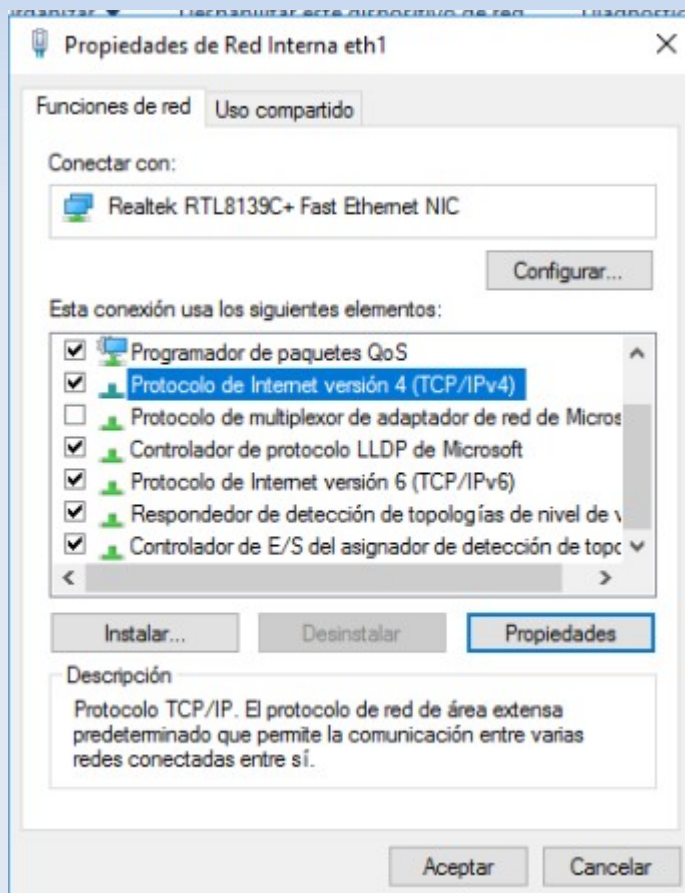 Propiedades de Red Interna eth1
Funciones de red Uso compartido
Conectar con:
Realtek RTL8139C+ Fast Ethernet NIC
Configurar...
Esta conexión usa los siguientes elementos:
Programador de paquetes QoS
Protocolo de Internet versión 4 (TCP/IPv4)
Protocolo de multiplexor de adaptador de red de Micros
Controlador de protocolo LLDP de Microsoft
Protocolo de Internet versión 6 (TCP/IPv6)
Respondedor de detección de topologías de nivel de v
Controlador de E/S del asignador de detección de topo
Instalar... Desinstalar Propiedades
Descripción
Protocolo TCP/IP. El protocolo de red de área extensa
predeterminado que permite la comunicación entre varias
redes conectadas entre sí.
Aceptar Cancelar